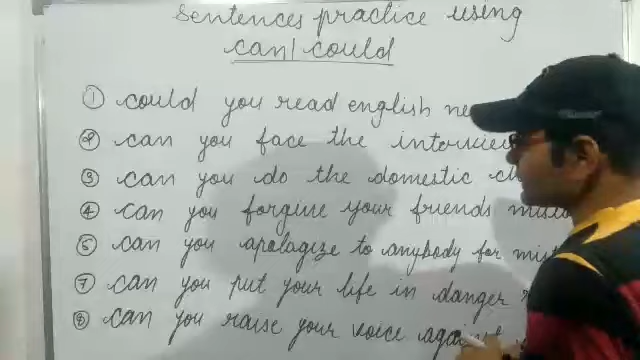 Sentences practice using
can/could
① could you read english
② can you face the interview
③ can you do the domestic
④ can you forgive your friends
⑤ can you apologize to anybody for
⑦ can you put your life in danger
⑧ can you raise your voice against